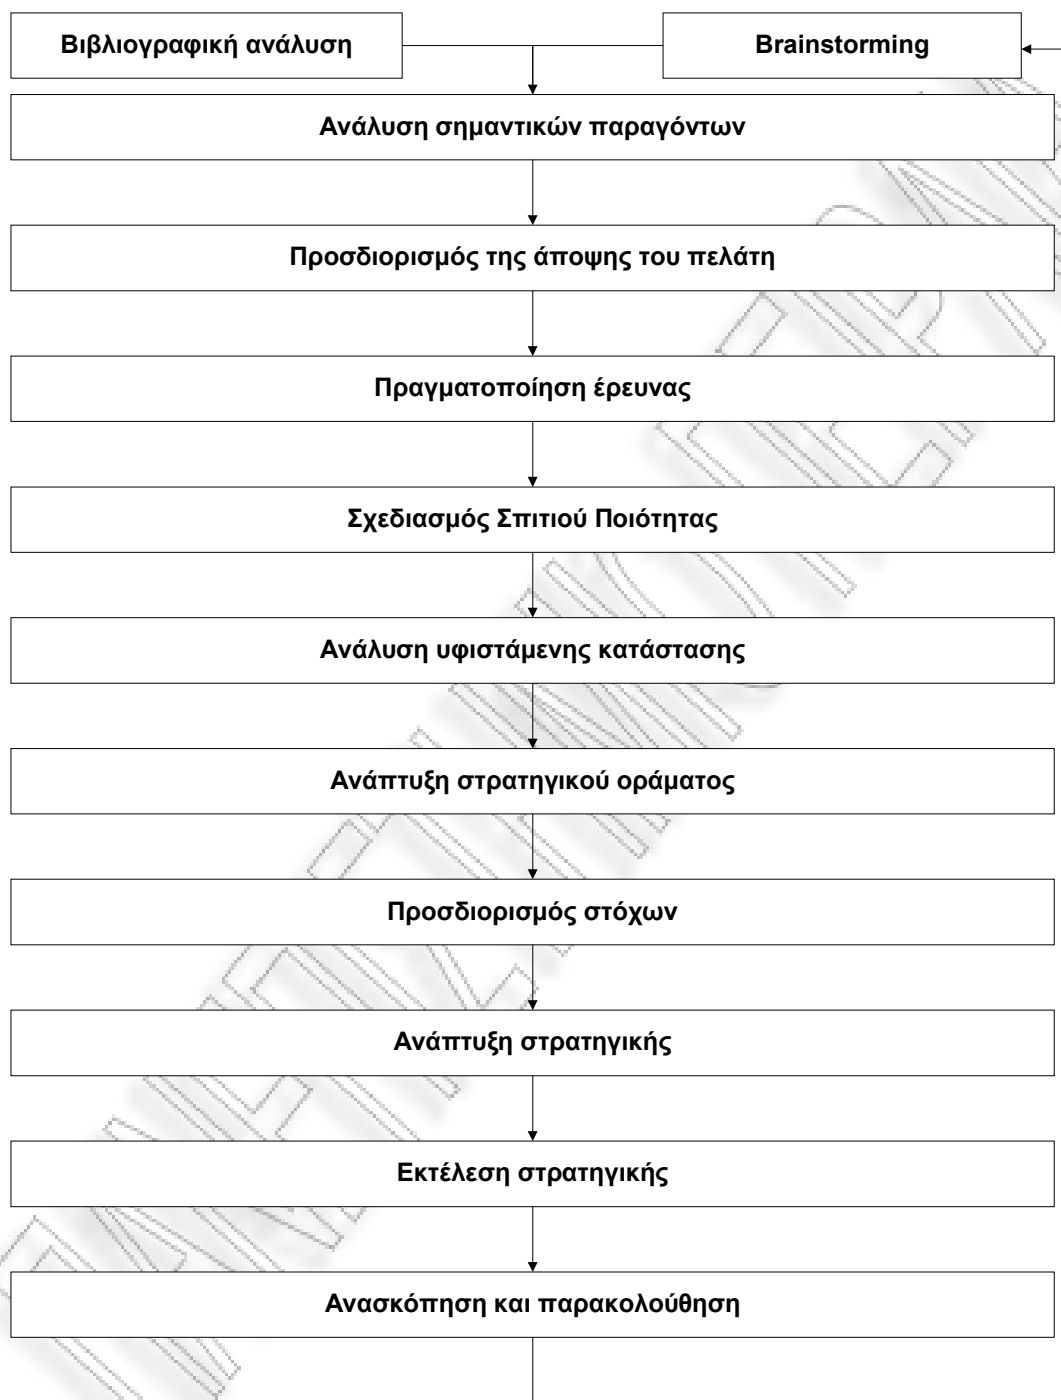 Βιβλιογραφική ανάλυση
Brainstorming
Ανάλυση σημαντικών παραγόντων
Προσδιορισμός της άποψης του πελάτη
Πραγματοποίηση έρευνας
Σχεδιασμός Σπιτιού Ποιότητας
Ανάλυση υφιστάμενης κατάστασης
Ανάπτυξη στρατηγικού οράματος
Προσδιορισμός στόχων
Ανάπτυξη στρατηγικής
Εκτέλεση στρατηγικής
Ανασκόπηση και παρακολούθηση